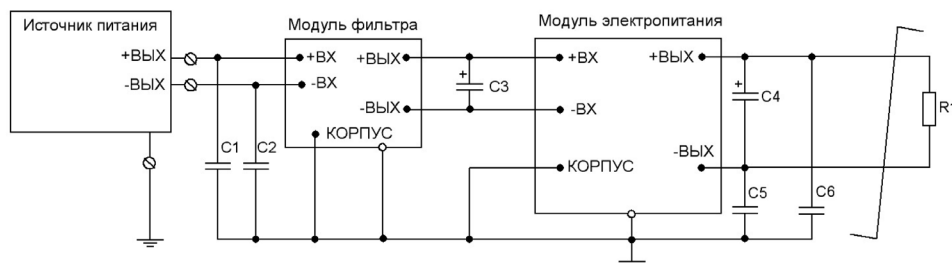 Источник питания
+ВЫХ
-ВЫХ
Модуль фильтра
+ВХ
-ВХ
+ВЫХ
-ВЫХ
КОРПУС
C1
C2
+
C3
Модуль электропитания
+ВХ
-ВХ
КОРПУС
+ВЫХ
-ВЫХ
+
C4
C5
C6